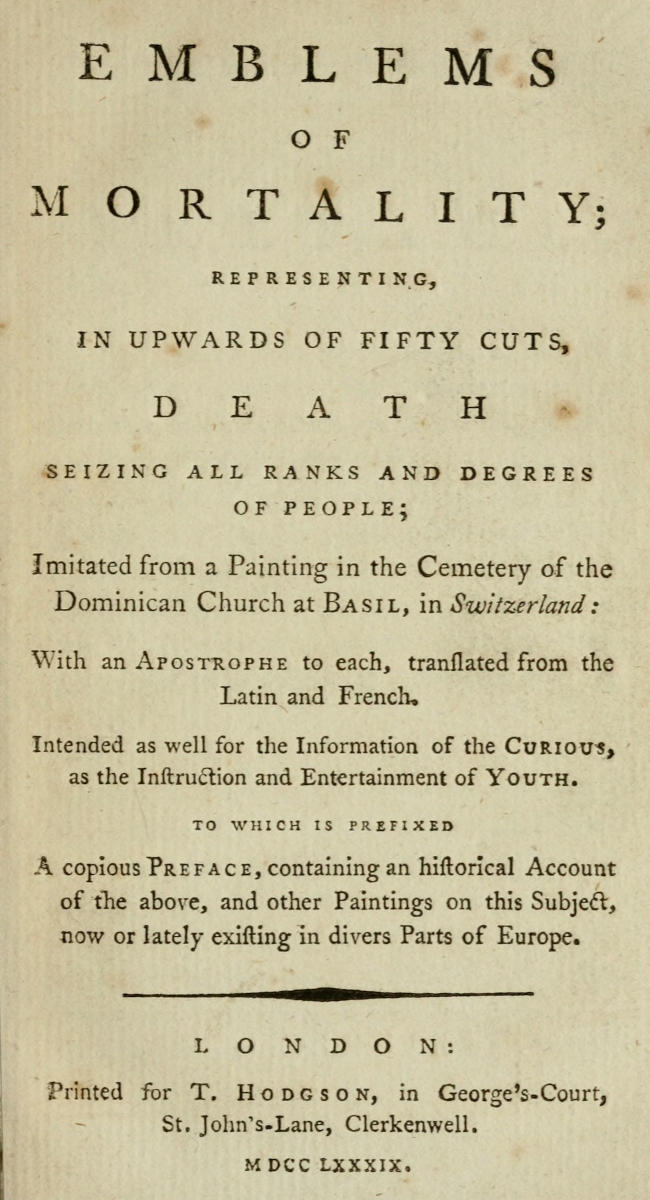 EMBLEMS
OF
MORTALITY;
REPRESENTING,
IN UPWARDS OF FIFTY CUTS,
DEATH
SEIZING ALL RANKS AND DEGREES
OF PEOPLE;
Imitated from a Painting in the Cemetery of the
Dominican Church at BASIL, in Switzerland:
With an APOSTROPHE to each, tranſlated from the
Latin and French.
Intended as well for the Information of the CURIOUS,
as the Inſtruction and Entertainment of YOUTH.
TO WHICH IS PREFIXED
A copious PREFACE, containing an hiſtorical Account
of the above, and other Paintings on this Subject,
now or lately exiſting in divers Parts of Europe.
LONDON:
Printed for T. HODGSON, in George's-Court,
St. John's-Lane, Clerkenwell.
MDCC LXXXIX.